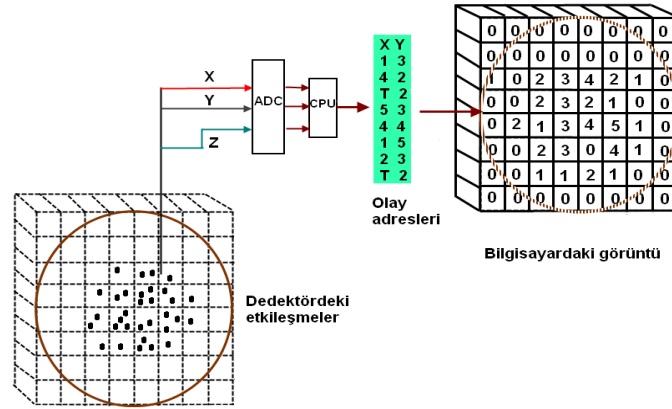 X
Y
Z
ADC
CPU
X Y
1 3
4 2
T 2
5 3
4 4
1 5
2 3
T 2
Olay
adresleri
0 0 0 0 0 0 0
0 0 0 0 0 0 0
1 0 2 3 4 2 1 0
0 0 2 3 2 1 0 0
0 2 1 3 4 5 1 0
0 0 2 3 0 4 1 0
0 0 1 1 2 1 0 0
0 0 0 0 0 0 0 0
Bilgisayardaki görüntü
Dedektördeki
etkileşmeler